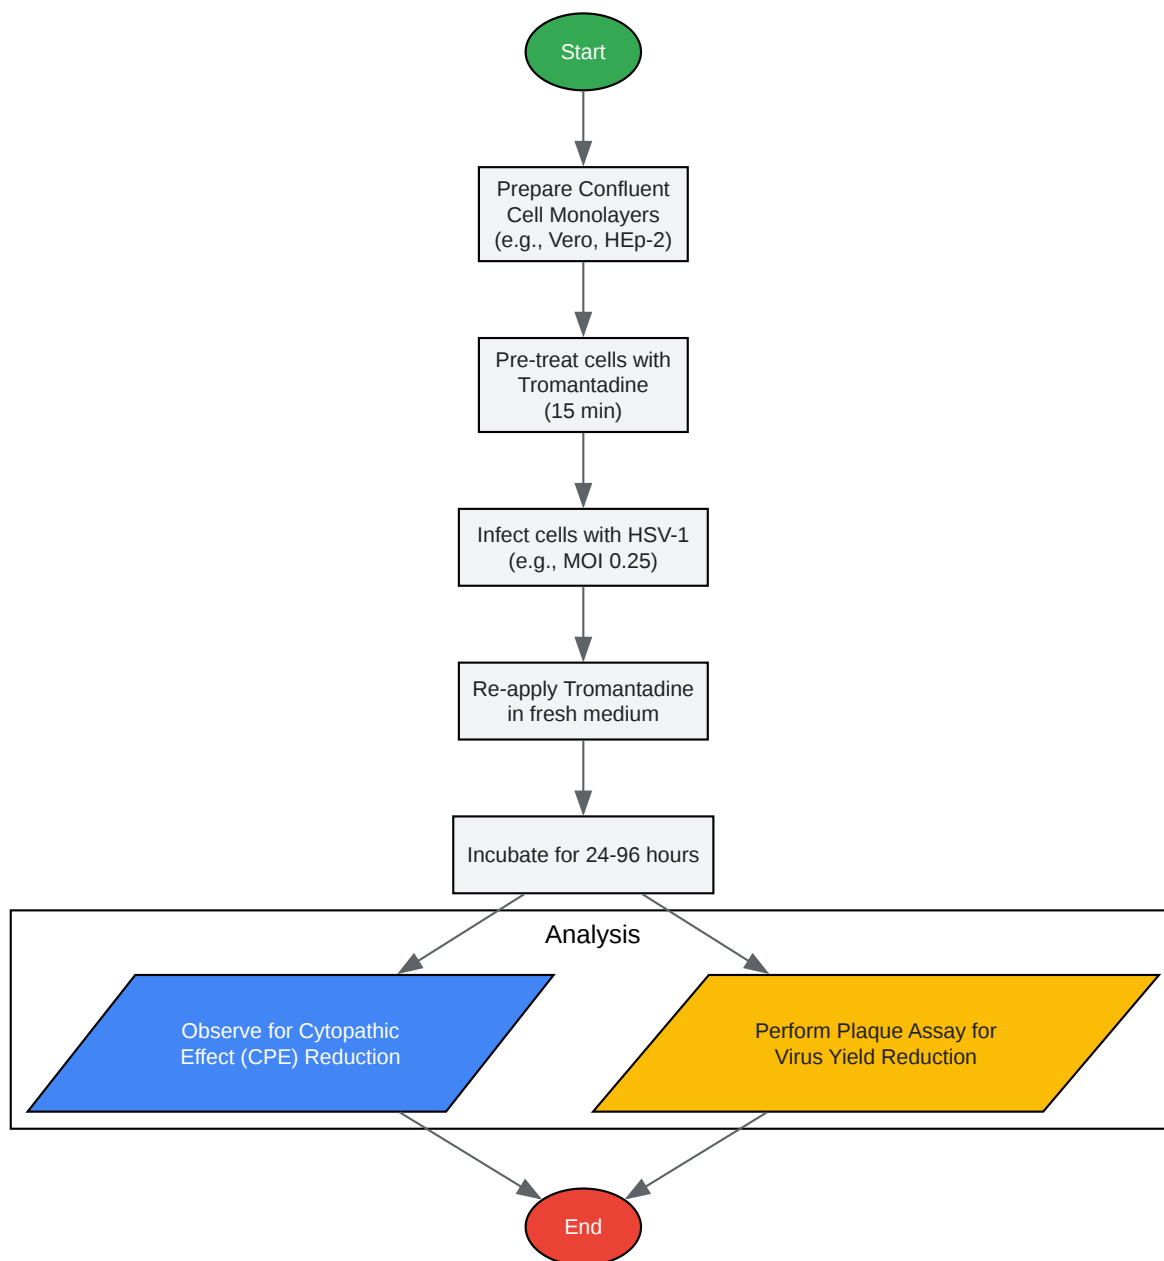 Start
Prepare Confluent
Cell Monolayers
(e.g., Vero, HEp-2)
Pre-treat cells with
Tromantadine
(15 min)
Infect cells with HSV-1
(e.g., MOI 0.25)
Re-apply Tromantadine
in fresh medium
Incubate for 24-96 hours
Analysis
Observe for Cytopathic
Effect (CPE) Reduction
Perform Plaque Assay for
Virus Yield Reduction
End